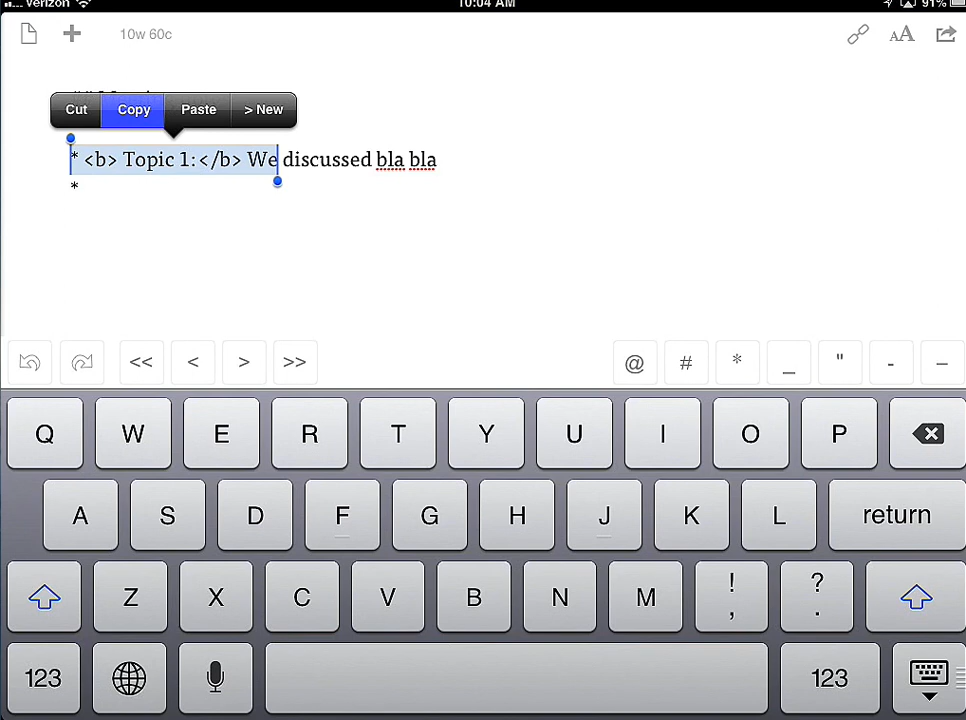 Verizon 10:04 AM 91%
10w 60c AA
Cut Copy Paste > New
* <b> Topic 1:</b> We discussed bla bla
*
<< < > >> @ # * _ " - –
Q W E R T Y U I O P
A S D F G H J K L return
Z X C V B N M ! , ? .
123 123